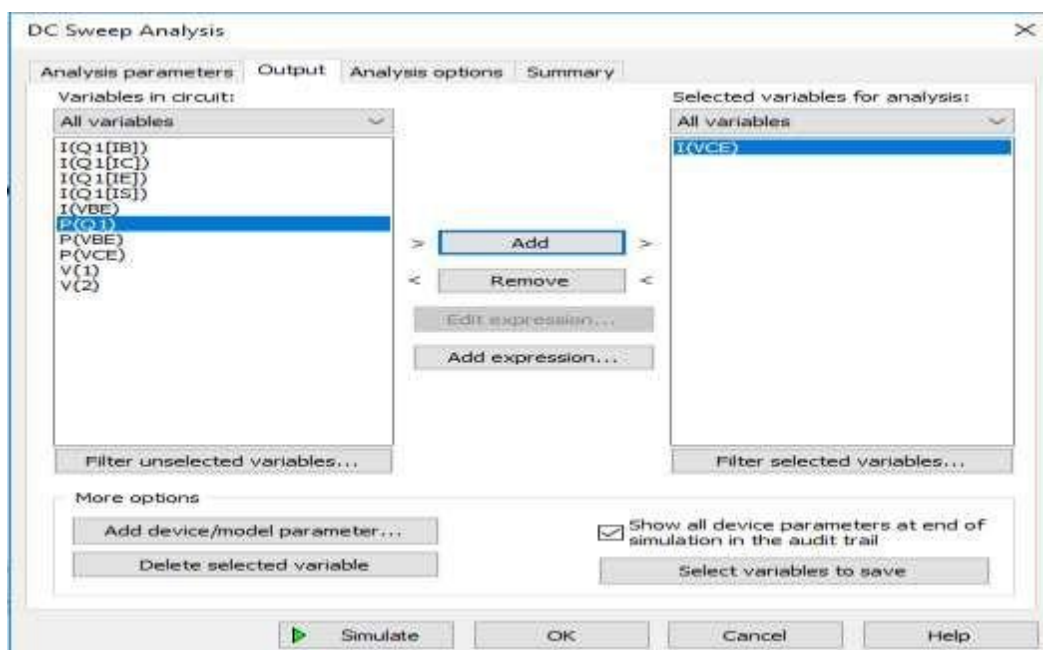 DC Sweep Analysis
Analysis parameters Output Analysis options Summary
Variables in circuit:
All variables
I(Q1[IB])
I(Q1[IC])
I(Q1[IE])
I(Q1[IS])
I(VBE)
P(Q1)
P(VBE)
P(VCE)
V(1)
V(2)
Filter unselected variables...
> Add >
< Remove <
Edit expression...
Add expression...
Selected variables for analysis:
All variables
I(VCE)
Filter selected variables...
More options
Add device/model parameter...
Delete selected variable
Show all device parameters at end of
simulation in the audit trail
Select variables to save
Simulate OK Cancel Help